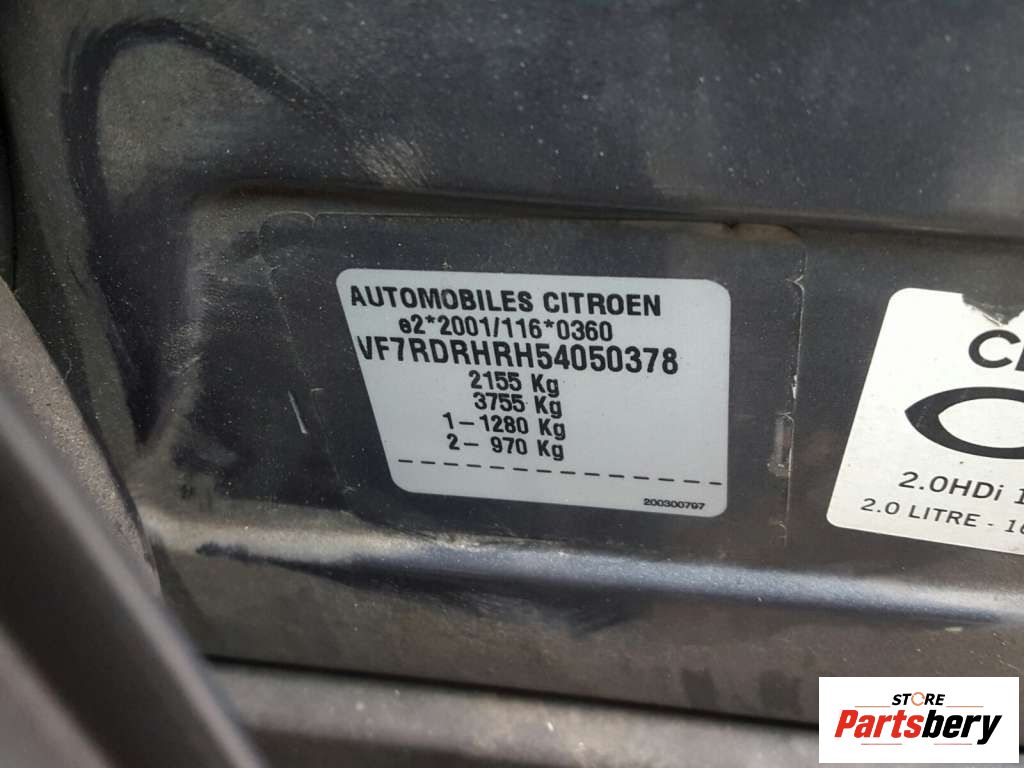 AUTOMOBILES CITROEN
e2*2001/116*0360
VF7RDRHRH54050378
2155 Kg
3755 Kg
1-1280 Kg
2- 970 Kg
200300797
2.0HDi
2.0 LITRE -
STORE
Partsbery